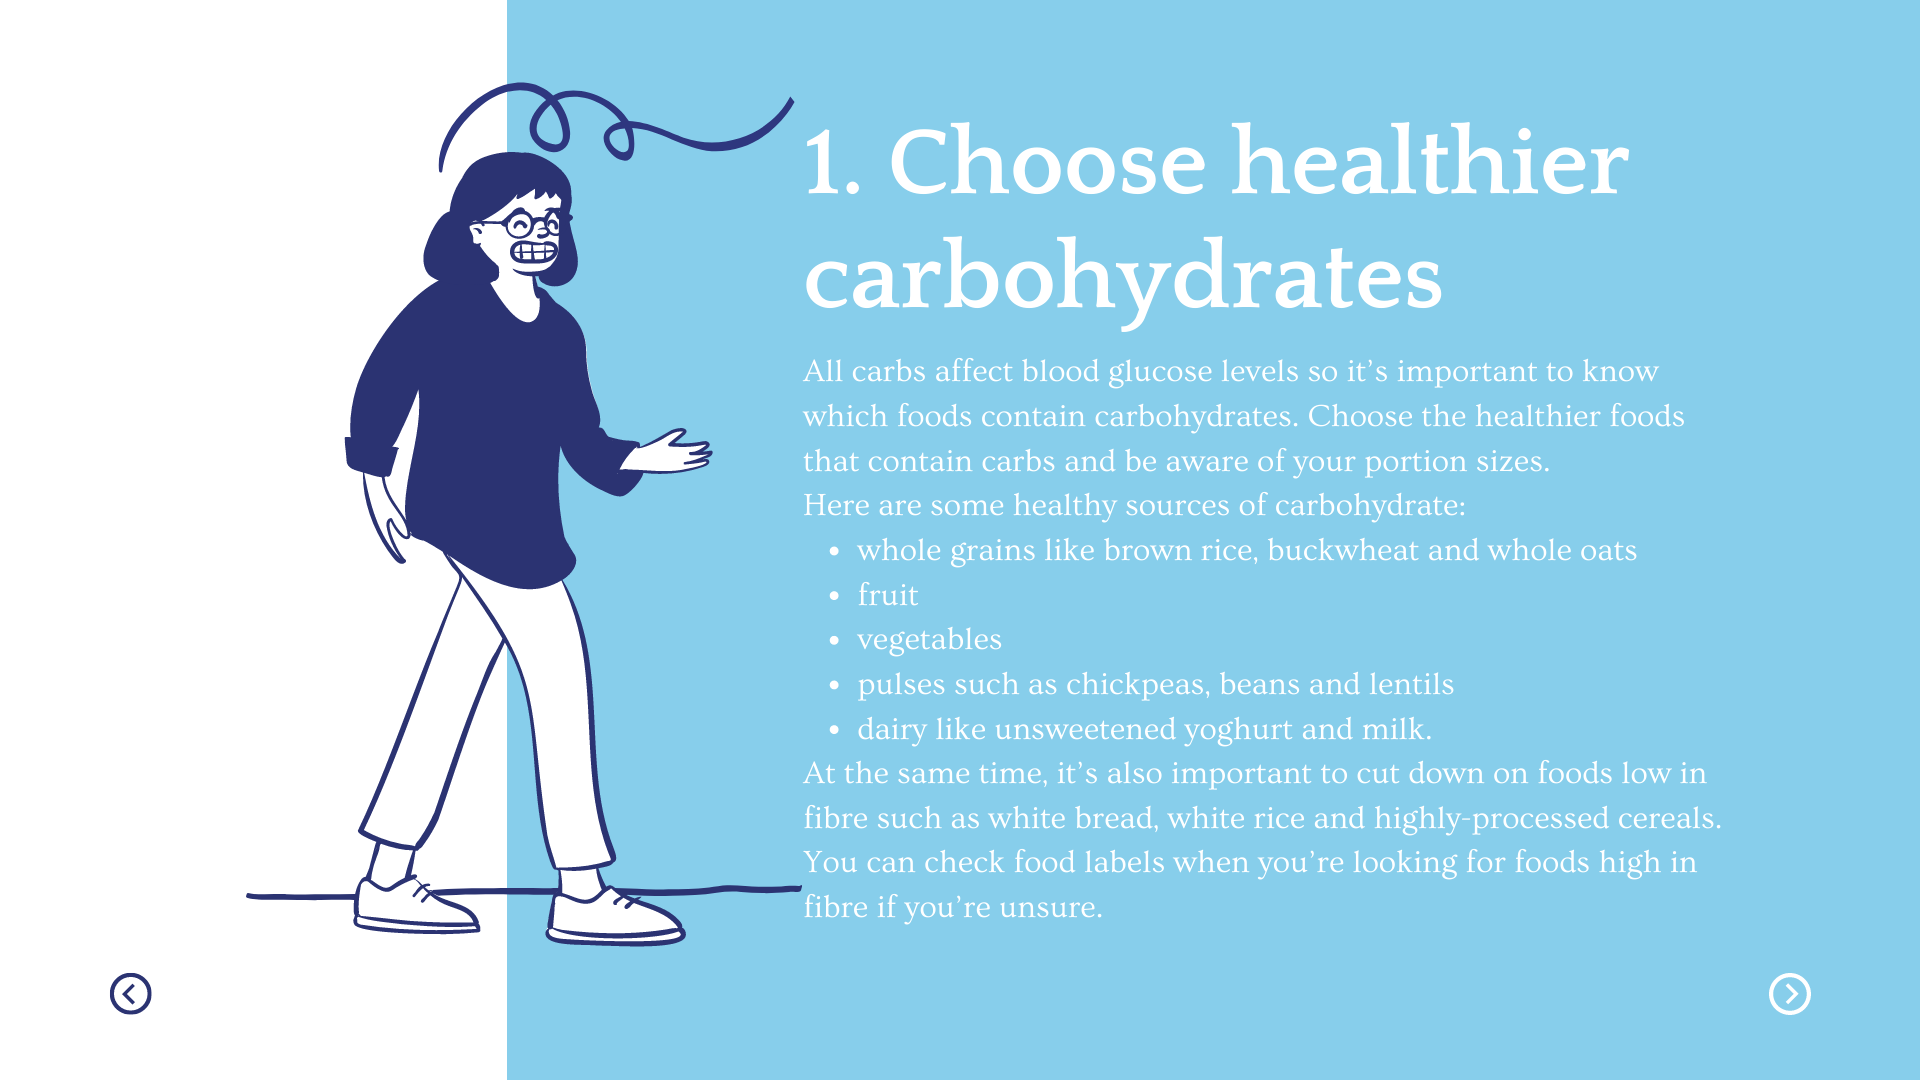 1. Choose healthier
carbohydrates
All carbs affect blood glucose levels so it’s important to know
which foods contain carbohydrates. Choose the healthier foods
that contain carbs and be aware of your portion sizes.
Here are some healthy sources of carbohydrate:
• whole grains like brown rice, buckwheat and whole oats
• fruit
• vegetables
• pulses such as chickpeas, beans and lentils
• dairy like unsweetened yoghurt and milk.
At the same time, it’s also important to cut down on foods low in
fibre such as white bread, white rice and highly-processed cereals.
You can check food labels when you’re looking for foods high in
fibre if you’re unsure.